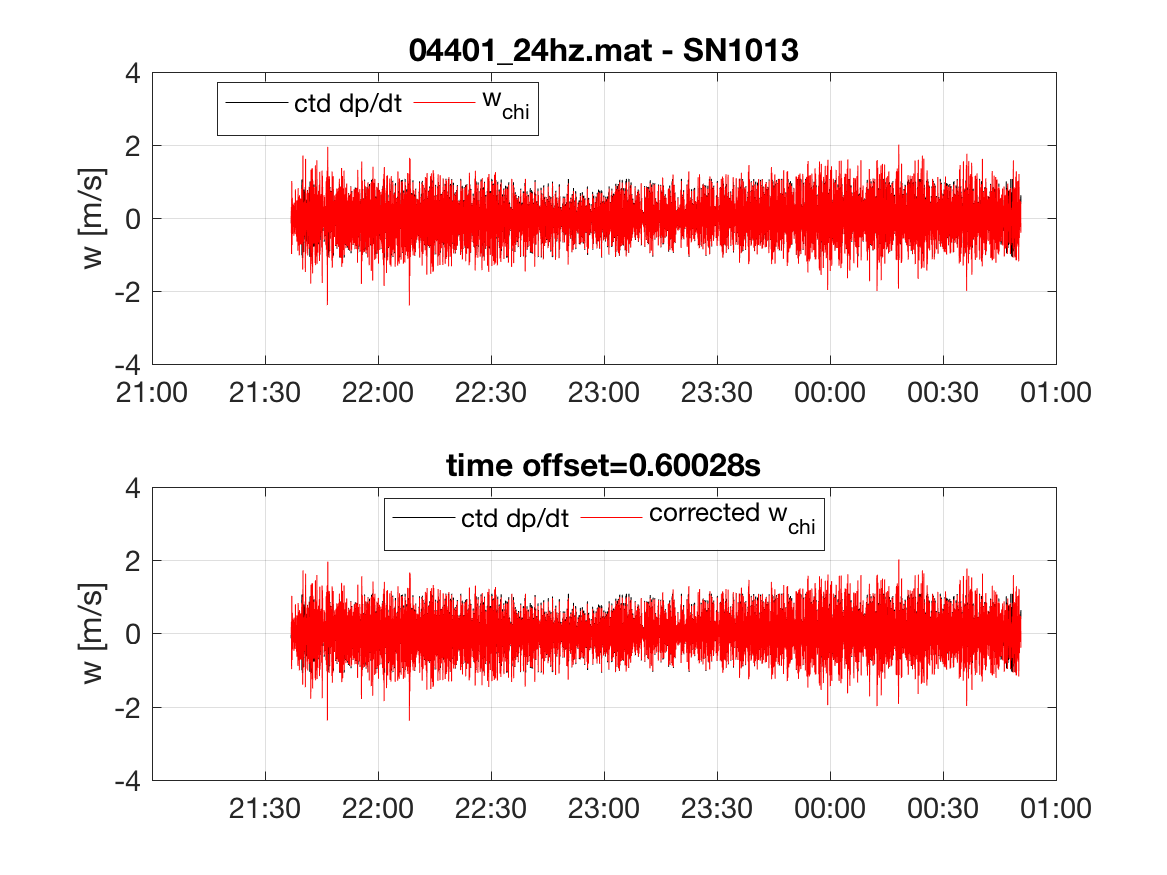 04401_24hz.mat - SN1013
4
2
0
-2
-4
w [m/s]
ctd dp/dt w_chi
21:00 21:30 22:00 22:30 23:00 23:30 00:00 00:30 01:00
time offset=0.60028s
4
2
0
-2
-4
w [m/s]
ctd dp/dt corrected w_chi
21:30 22:00 22:30 23:00 23:30 00:00 00:30 01:00